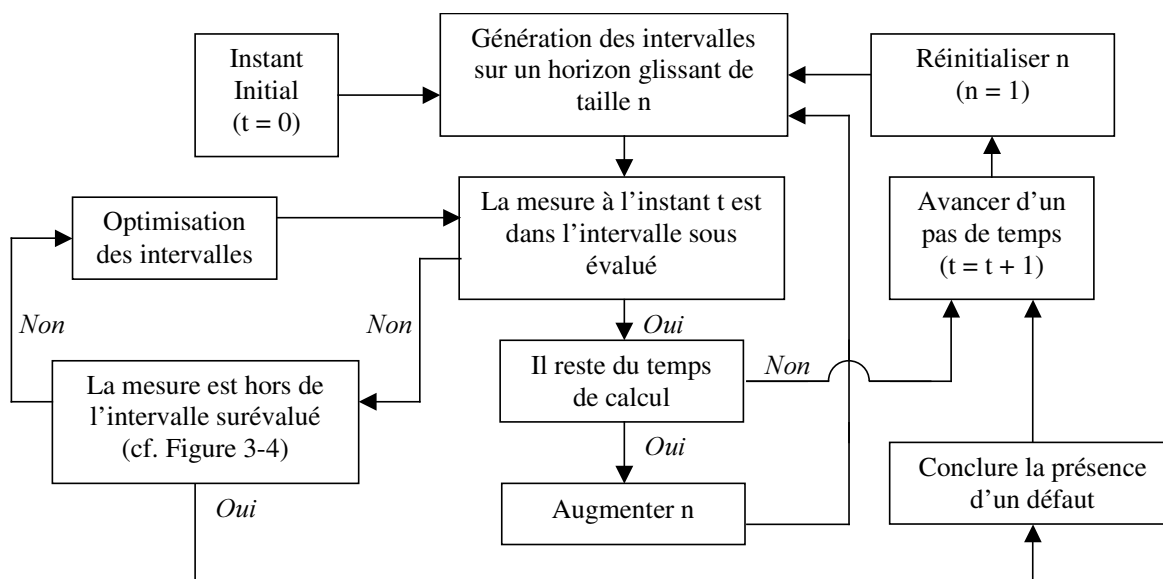 Instant
Initial
(t = 0)
Génération des intervalles
sur un horizon glissant de
taille n
Réinitialiser n
(n = 1)
Optimisation
des intervalles
La mesure à l'instant t est
dans l'intervalle sous
évalué
Avancer d'un
pas de temps
(t = t + 1)
Non
Non
Oui
La mesure est hors de
l'intervalle surévalué
(cf. Figure 3-4)
Il reste du temps
de calcul
Non
Oui
Oui
Augmenter n
Conclure la présence
d'un défaut